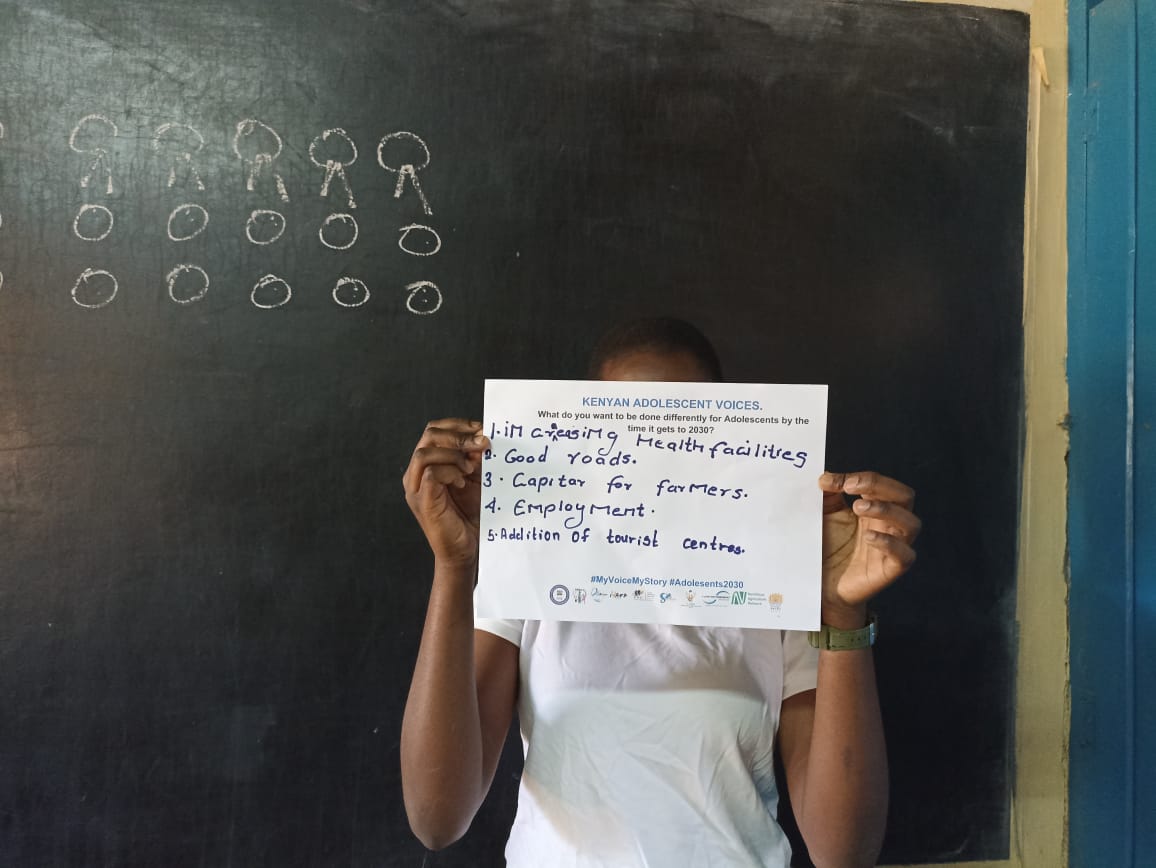 KENYAN ADOLESCENT VOICES.
What do you want to be done differently for Adolescents by the
time it gets to 2030?
1. increasing Health facilities
2. Good roads.
3. Capitar for farmers.
4. Employment.
5. Addition of tourist centres.
#MyVoiceMyStory #Adolesents2030